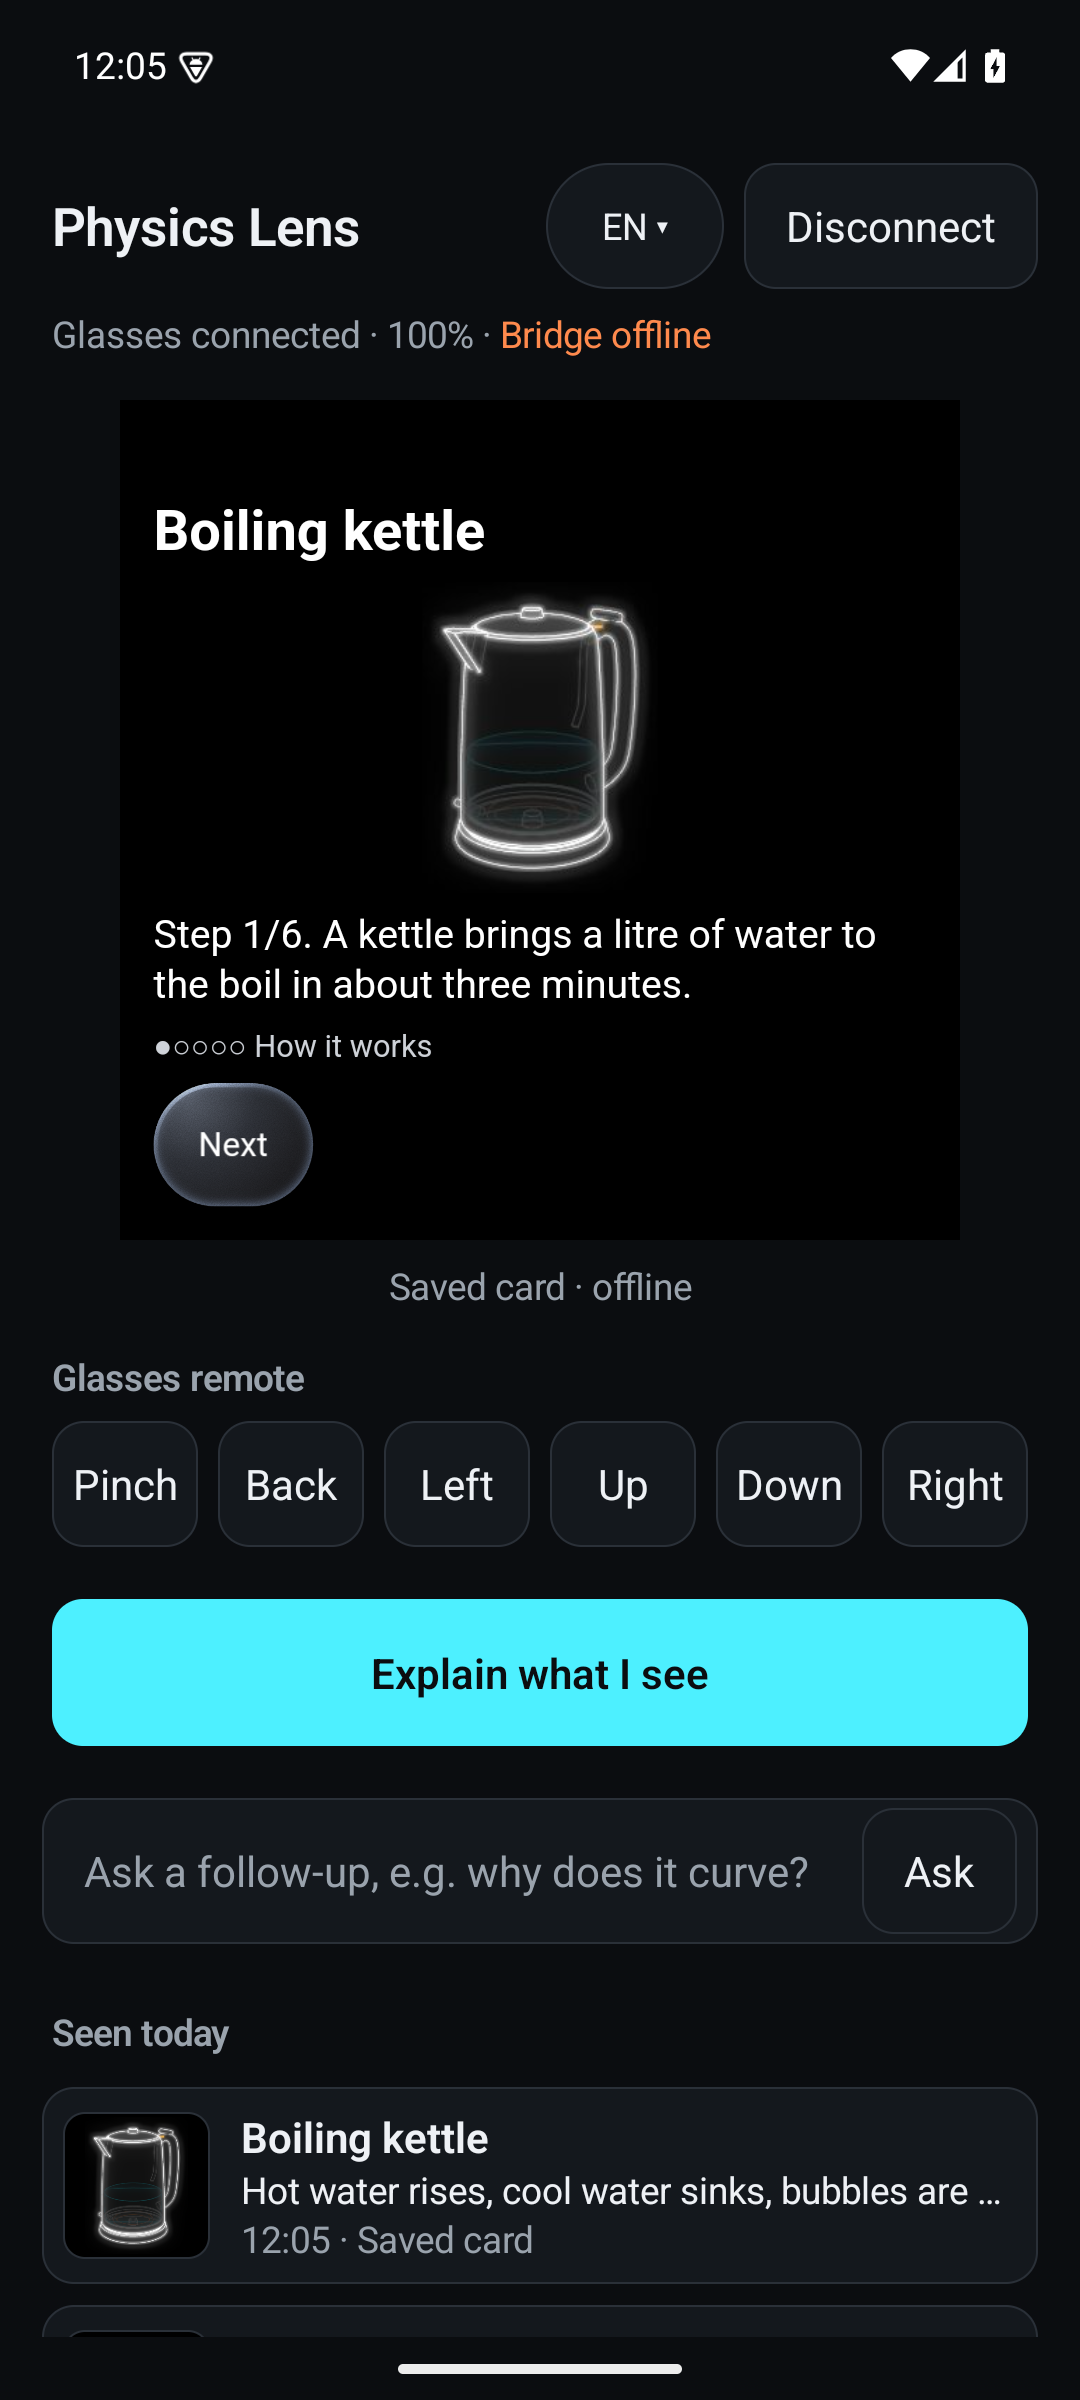 12:05
Physics Lens
EN ▾
Disconnect
Glasses connected · 100% · Bridge offline
Boiling kettle
Step 1/6. A kettle brings a litre of water to
the boil in about three minutes.
●○○○○ How it works
Next
Saved card · offline
Glasses remote
Pinch
Back
Left
Up
Down
Right
Explain what I see
Ask a follow-up, e.g. why does it curve?
Ask
Seen today
Boiling kettle
Hot water rises, cool water sinks, bubbles are ...
12:05 · Saved card